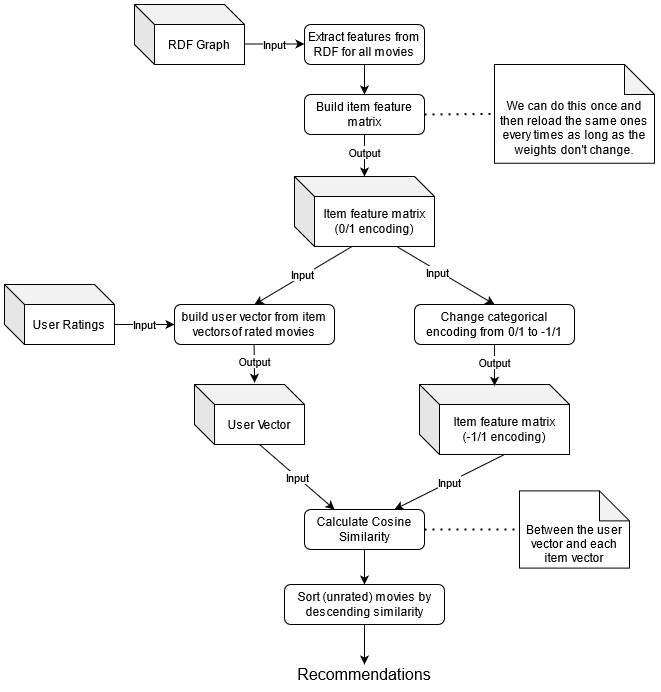 RDF Graph
Input
Extract features from
RDF for all movies
Build item feature
matrix
We can do this once and
then reload the same ones
every times as long as the
weights don't change.
Output
Item feature matrix
(0/1 encoding)
Input
Input
User Ratings
Input
build user vector from item
vectors of rated movies
Change categorical
encoding from 0/1 to -1/1
Output
Output
User Vector
Item feature matrix
(-1/1 encoding)
Input
Input
Calculate Cosine
Similarity
Between the user
vector and each
item vector
Sort (unrated) movies by
descending similarity
Recommendations